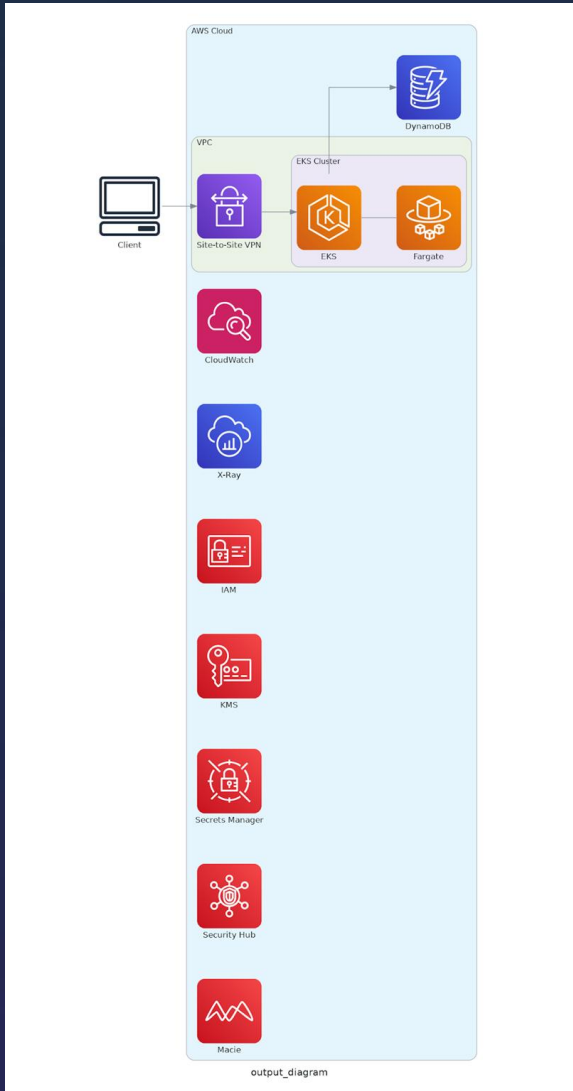 AWS Cloud
DynamoDB
VPC
EKS Cluster
Client
Site-to-Site VPN
EKS
Fargate
CloudWatch
X-Ray
IAM
KMS
Secrets Manager
Security Hub
Macie
output_diagram